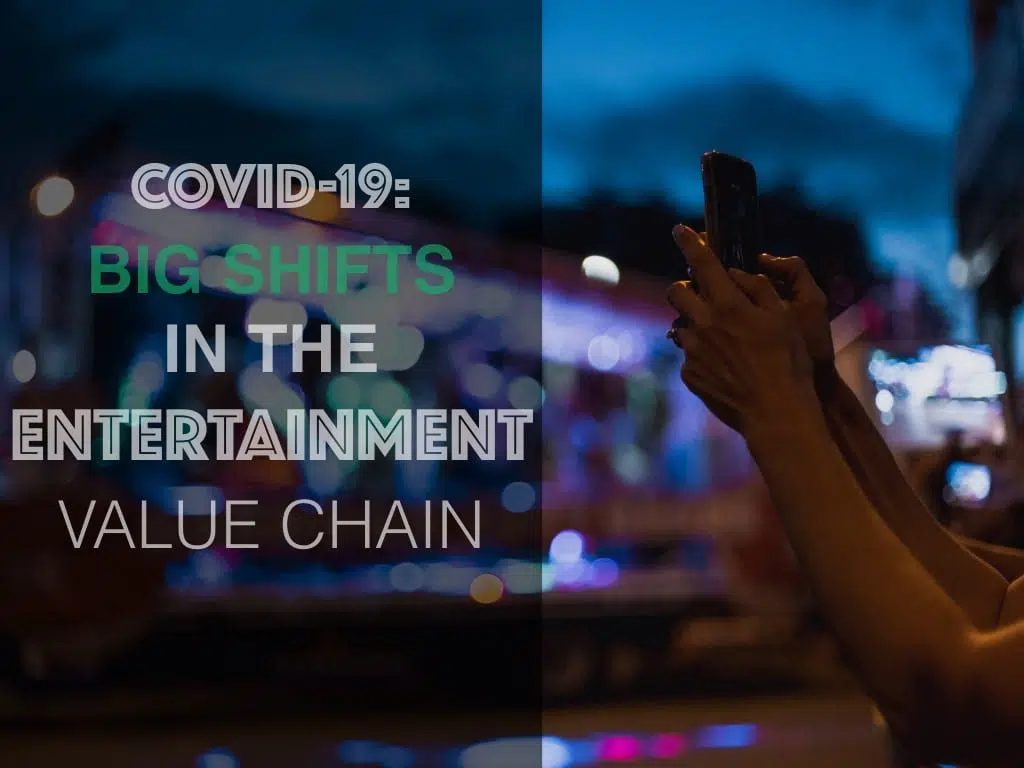 COVID-19:
BIG SHIFTS
IN THE
ENTERTAINMENT
VALUE CHAIN